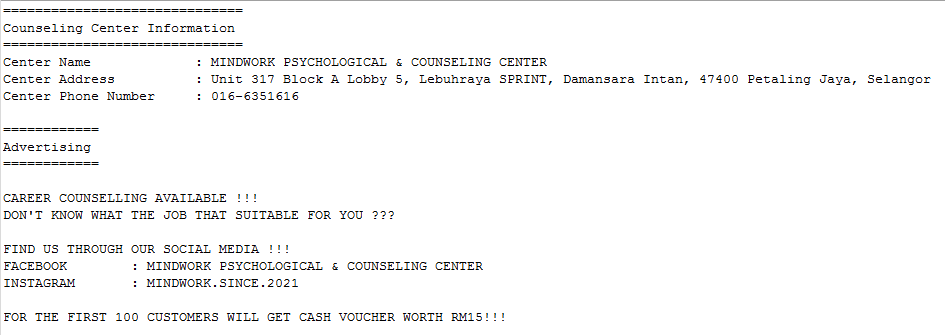 ==============================
Counseling Center Information
==============================
Center Name             : MINDWORK PSYCHOLOGICAL & COUNSELING CENTER
Center Address          : Unit 317 Block A Lobby 5, Lebuhraya SPRINT, Damansara Intan, 47400 Petaling Jaya, Selangor
Center Phone Number     : 016-6351616
============
Advertising
============
CAREER COUNSELLING AVAILABLE !!!
DON'T KNOW WHAT THE JOB THAT SUITABLE FOR YOU ???
FIND US THROUGH OUR SOCIAL MEDIA !!!
FACEBOOK        : MINDWORK PSYCHOLOGICAL & COUNSELING CENTER
INSTAGRAM       : MINDWORK.SINCE.2021
FOR THE FIRST 100 CUSTOMERS WILL GET CASH VOUCHER WORTH RM15!!!